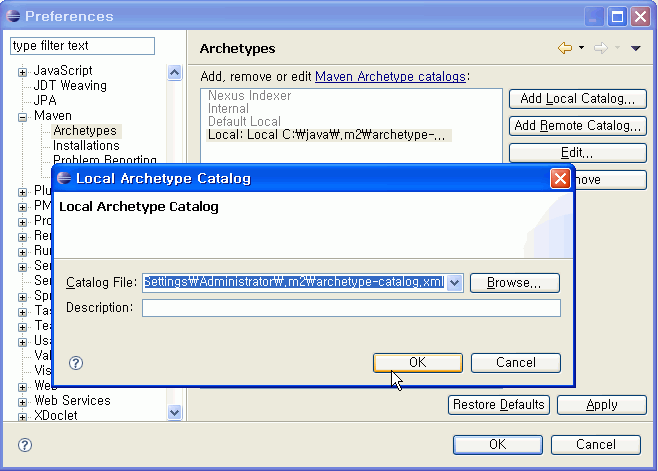 Preferences
type filter text
JavaScript
JDT Weaving
JPA
Maven
Archetypes
Installations
Problem Reporting
Plu
PM
Pro
Rer
Run
Ser
Ser
Spr
Tas
Tea
Usa
Val
Vis
Web
Web Services
XDoclet
Archetypes
Add, remove or edit Maven Archetype catalogs:
Nexus Indexer
Internal
Default Local
Local: Local C:₩java₩.m2₩archetype-...
Add Local Catalog...
Add Remote Catalog...
Edit...
ove
Local Archetype Catalog
Local Archetype Catalog
Catalog File: Settings₩Administrator₩.m2₩archetype-catalog.xml Browse...
Description:
OK Cancel
Restore Defaults Apply
OK Cancel